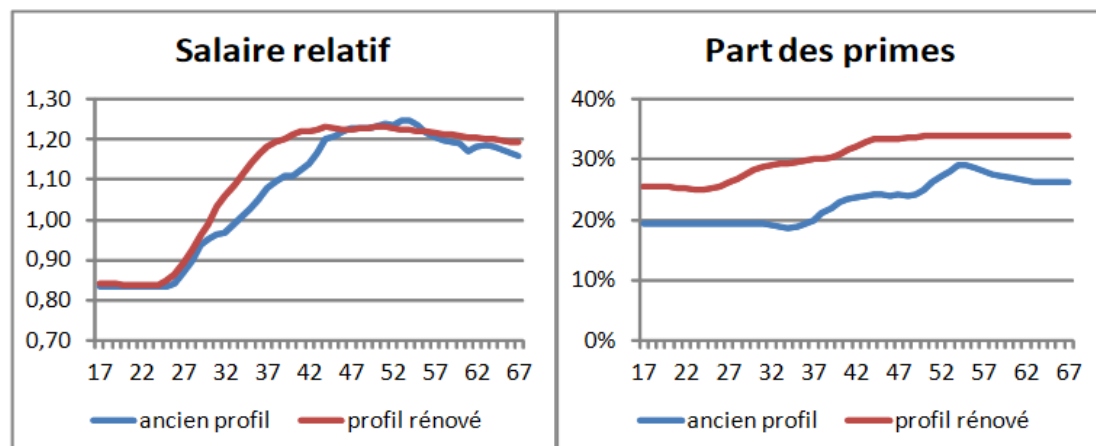 Salaire relatif
1,30
1,20
1,10
1,00
0,90
0,80
0,70
17 22 27 32 37 42 47 52 57 62 67
ancien profil profil rénové
Part des primes
40%
30%
20%
10%
0%
17 22 27 32 37 42 47 52 57 62 67
ancien profil profil rénové